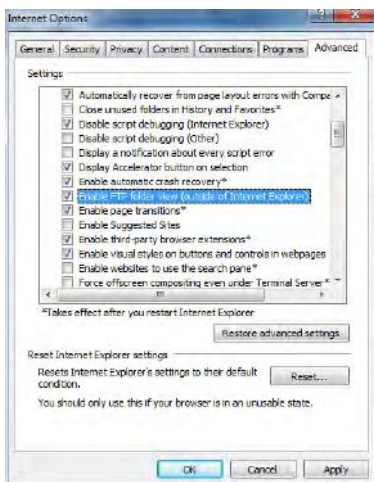 Internet Options
General Security Privacy Content Connections Programs Advanced
Settings
Automatically recover from page layout errors with Compa
Close unused folders in History and Favorites*
Disable script debugging (Internet Explorer)
Disable script debugging (Other)
Display a notification about every script error
Display Accelerator button on selection
Enable automatic crash recovery*
Enable FTP folder view (outside of Internet Explorer)
Enable page transitions*
Enable Suggested Sites
Enable third-party browser extensions*
Enable visual styles on buttons and controls in webpages
Enable websites to use the search pane*
Force offscreen compositing even under Terminal Server*
*Takes effect after you restart Internet Explorer
Restore advanced settings
Reset Internet Explorer settings
Resets Internet Explorer's settings to their default
condition.
Reset...
You should only use this if your browser is in an unusable state.
OK Cancel Apply